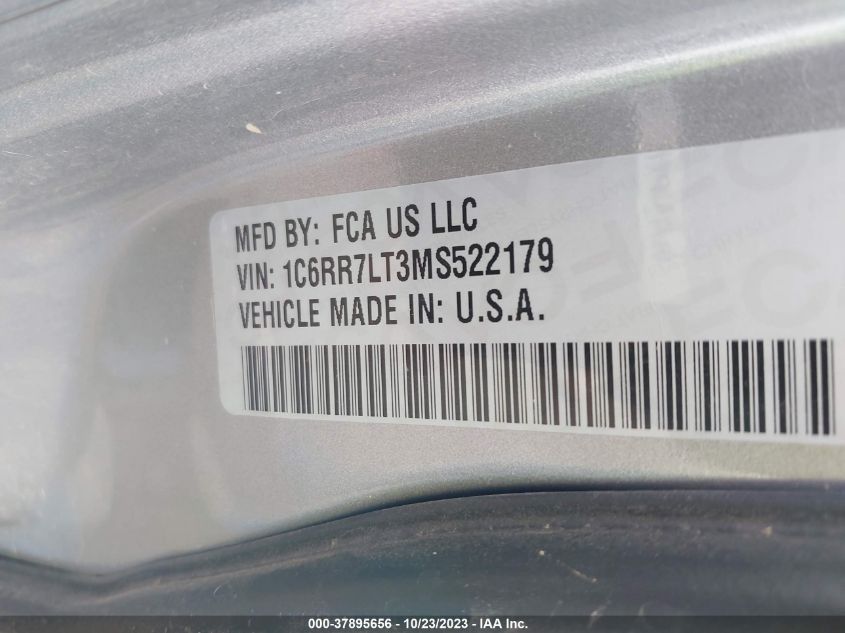 MFD BY: FCA US LLC
VIN: 1C6RR7LT3MS522179
VEHICLE MADE IN: U.S.A.
000-37895656 - 10/23/2023 - IAA Inc.